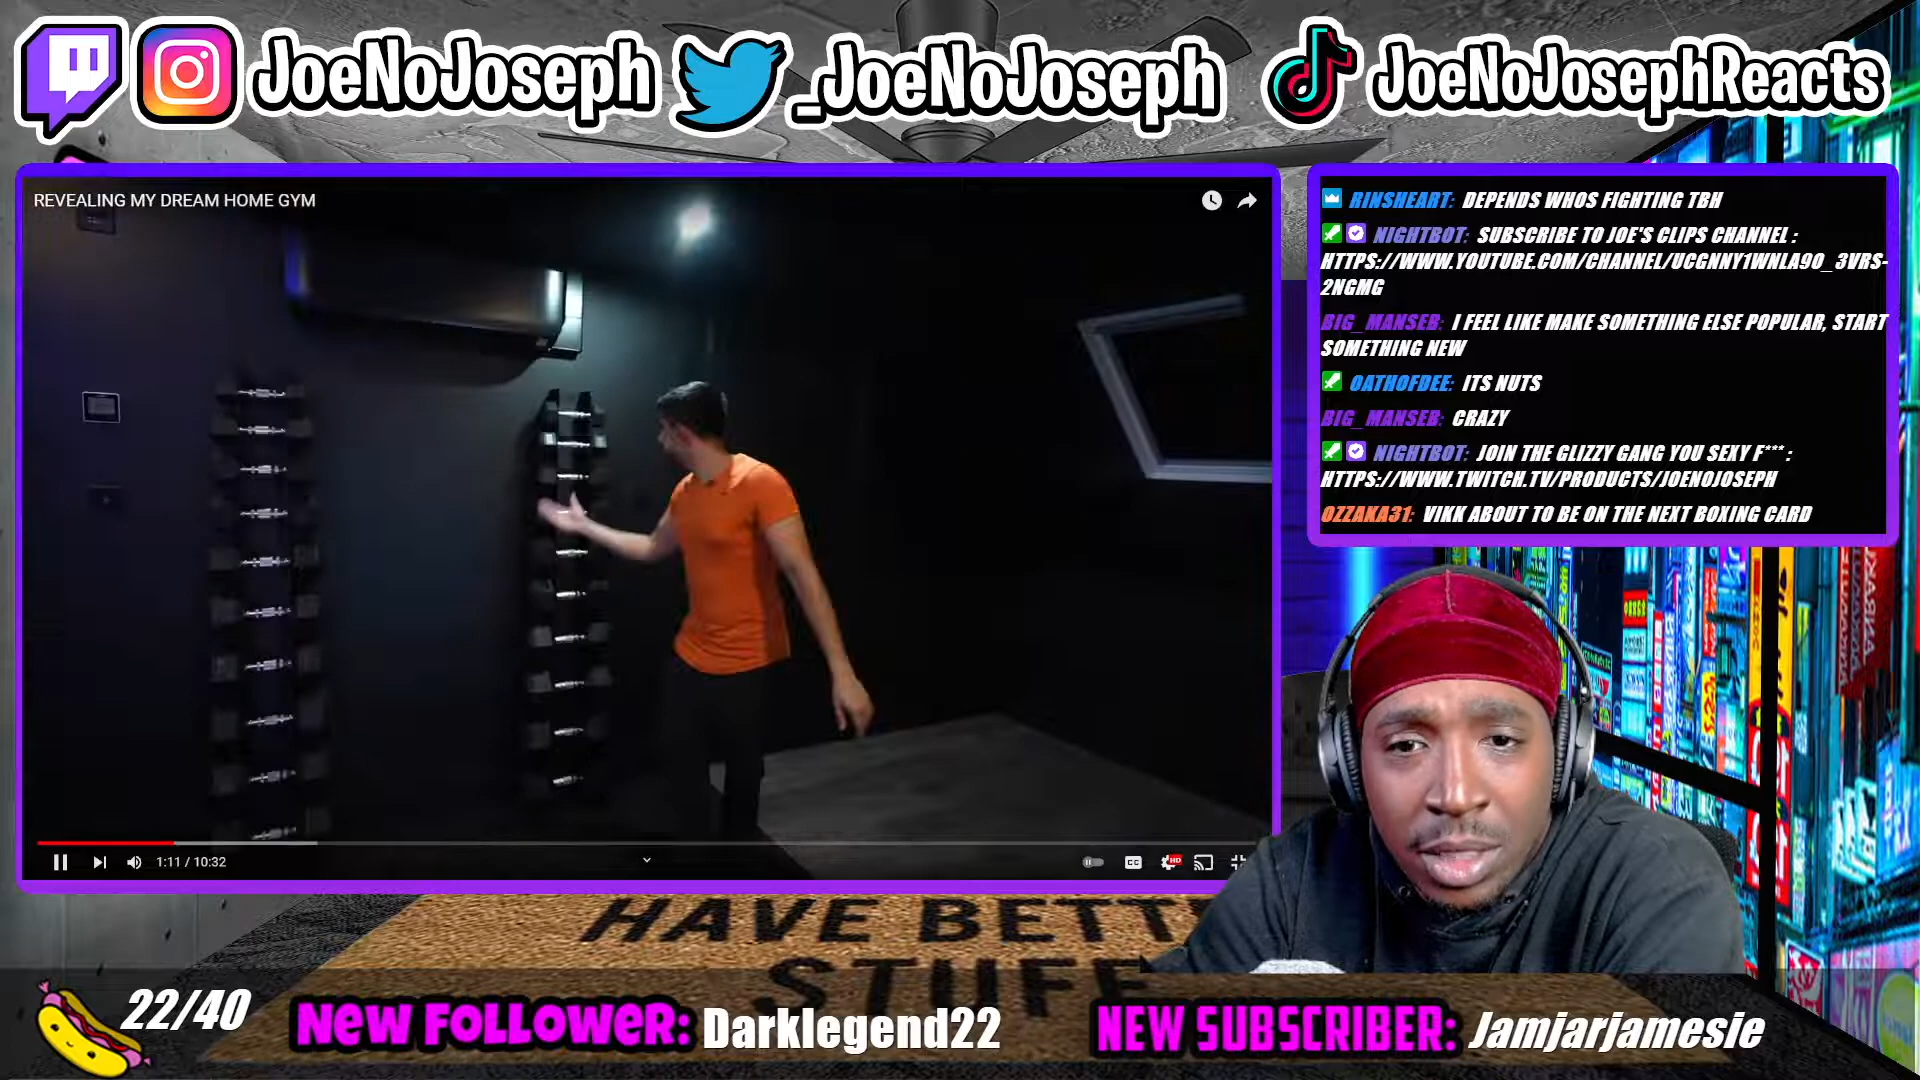 JoeNoJoseph
_JoeNoJoseph
JoeNoJosephReacts
REVEALING MY DREAM HOME GYM
RINSHEART: DEPENDS WHOS FIGHTING TBH
NIGHTBOT: SUBSCRIBE TO JOE'S CLIPS CHANNEL :
HTTPS://WWW.YOUTUBE.COM/CHANNEL/UCGNNY1WNLA9O_3VRS-
2NGMG
BIG_MANSEB: I FEEL LIKE MAKE SOMETHING ELSE POPULAR, START
SOMETHING NEW
OATHOFDEE: ITS NUTS
BIG_MANSEB: CRAZY
NIGHTBOT: JOIN THE GLIZZY GANG YOU SEXY F*** :
HTTPS://WWW.TWITCH.TV/PRODUCTS/JOENOJOSEPH
OZZAKA31: VIKK ABOUT TO BE ON THE NEXT BOXING CARD
1:11 / 10:32
CC
HD
HAVE BETT
STUFF
22/40
NEW FOLLOWER: Darklegend22
NEW SUBSCRIBER: Jamjarjamesie